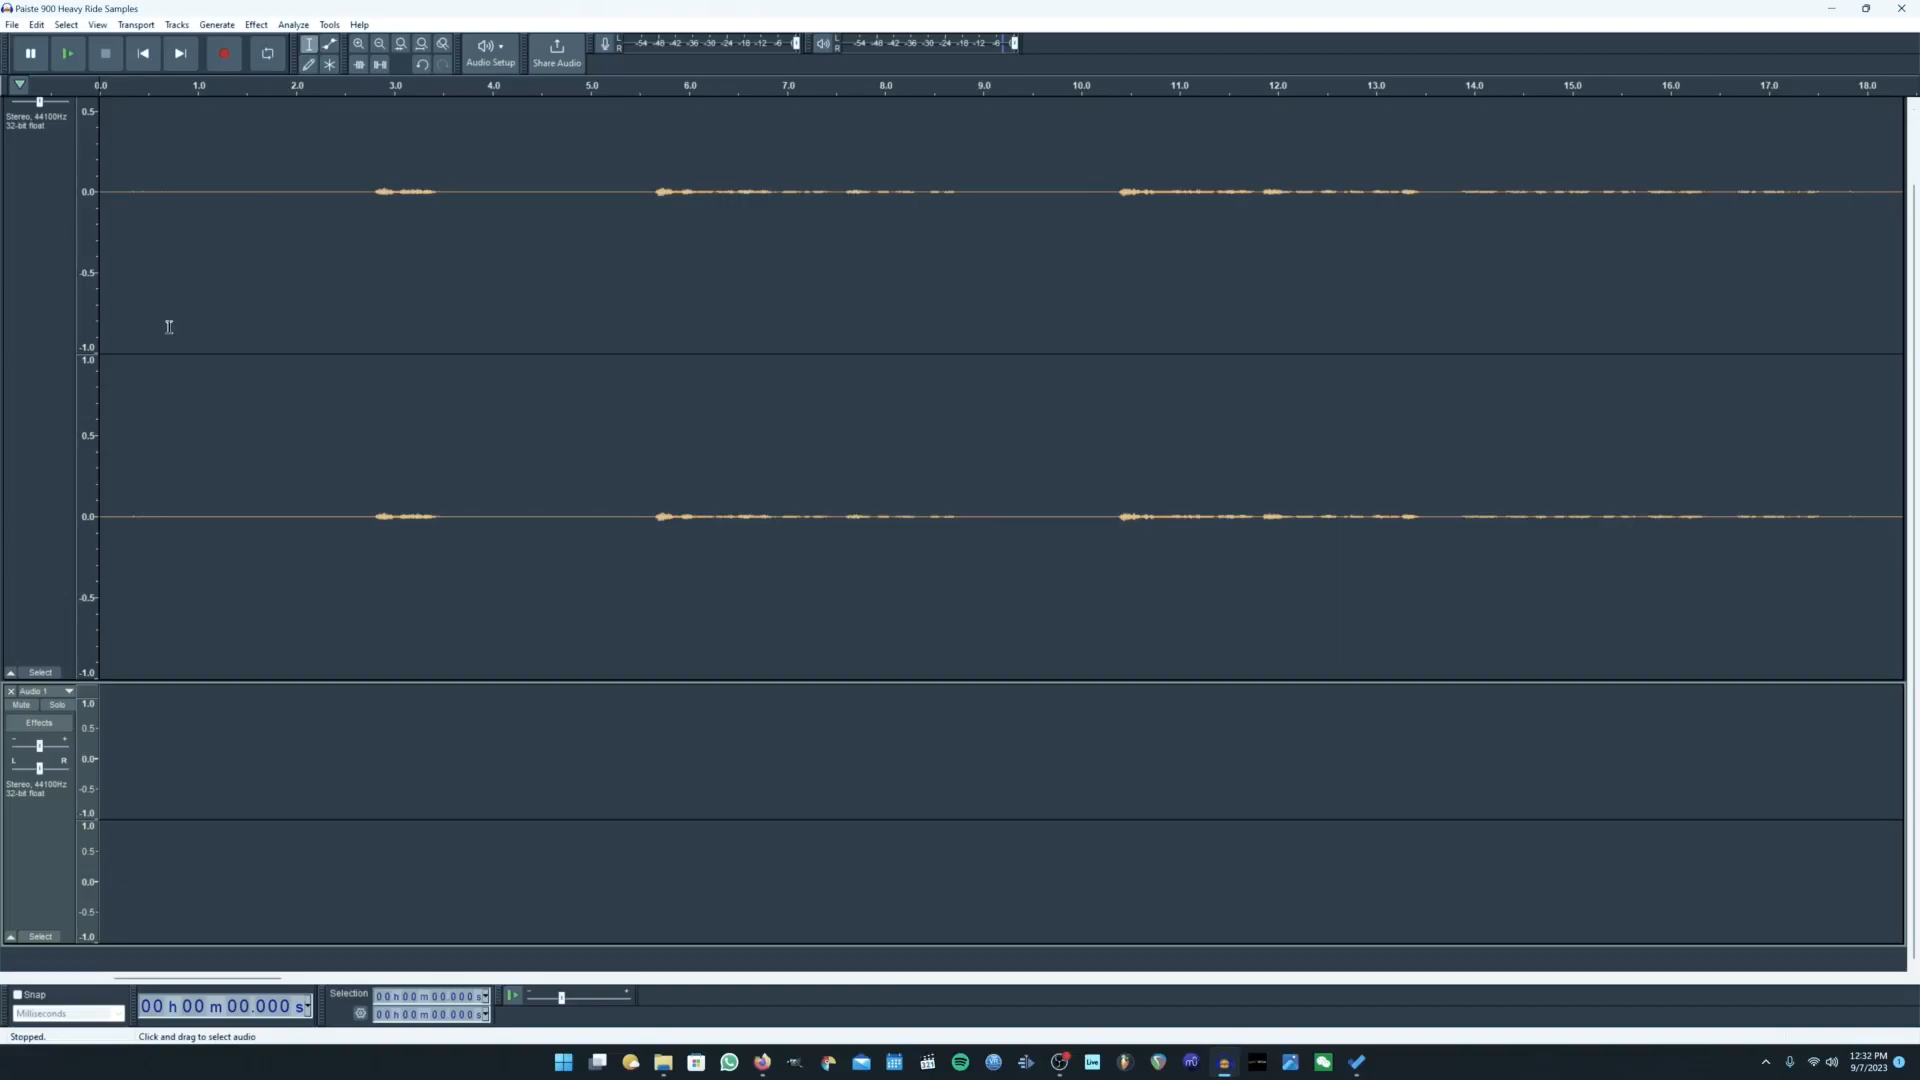 Paiste 900 Heavy Ride Samples
File Edit Select View Transport Tracks Generate Effect Analyze Tools Help
Audio Setup
Share Audio
L
R
-54 -48 -42 -36 -30 -24 -18 -12 -6
L
R
-54 -48 -42 -36 -30 -24 -18 -12 -6
0.0 1.0 2.0 3.0 4.0 5.0 6.0 7.0 8.0 9.0 10.0 11.0 12.0 13.0 14.0 15.0 16.0 17.0 18.0
Stereo, 44100Hz
32-bit float
0.5
0.0
-0.5
-1.0
1.0
0.5
0.0
-0.5
-1.0
Select
Audio 1
Mute Solo
Effects
- +
L R
Stereo, 44100Hz
32-bit float
1.0
0.5
0.0
-0.5
-1.0
1.0
0.5
0.0
-0.5
-1.0
Select
Snap
Milliseconds
00 h 00 m 00.000 s
Selection
00 h 00 m 00.000 s
00 h 00 m 00.000 s
- +
Stopped.
Click and drag to select audio
Live
12:32 PM
9/7/2023
1